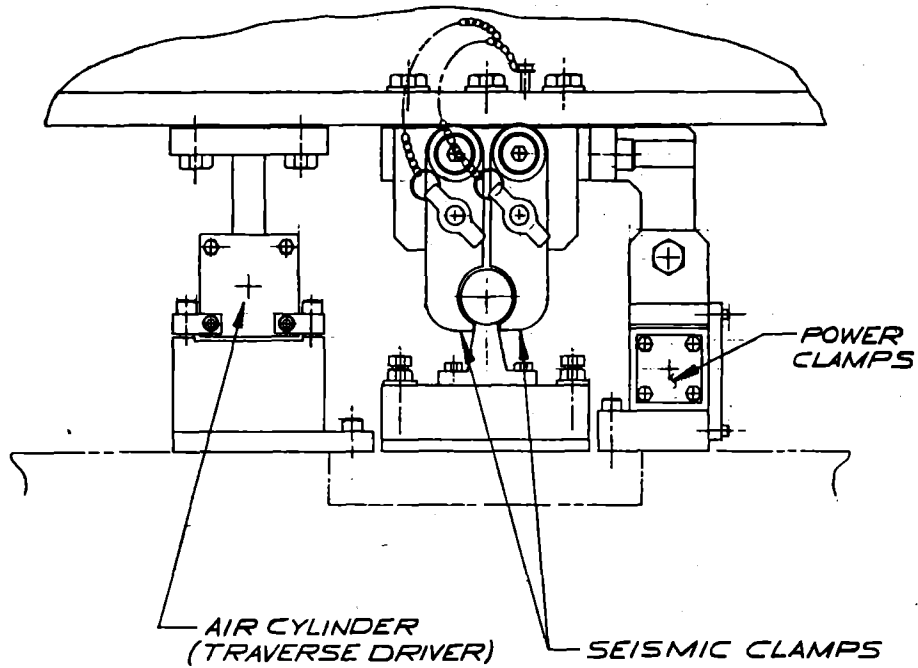 POWER
CLAMPS
AIR CYLINDER
(TRAVERSE DRIVER)
SEISMIC CLAMPS